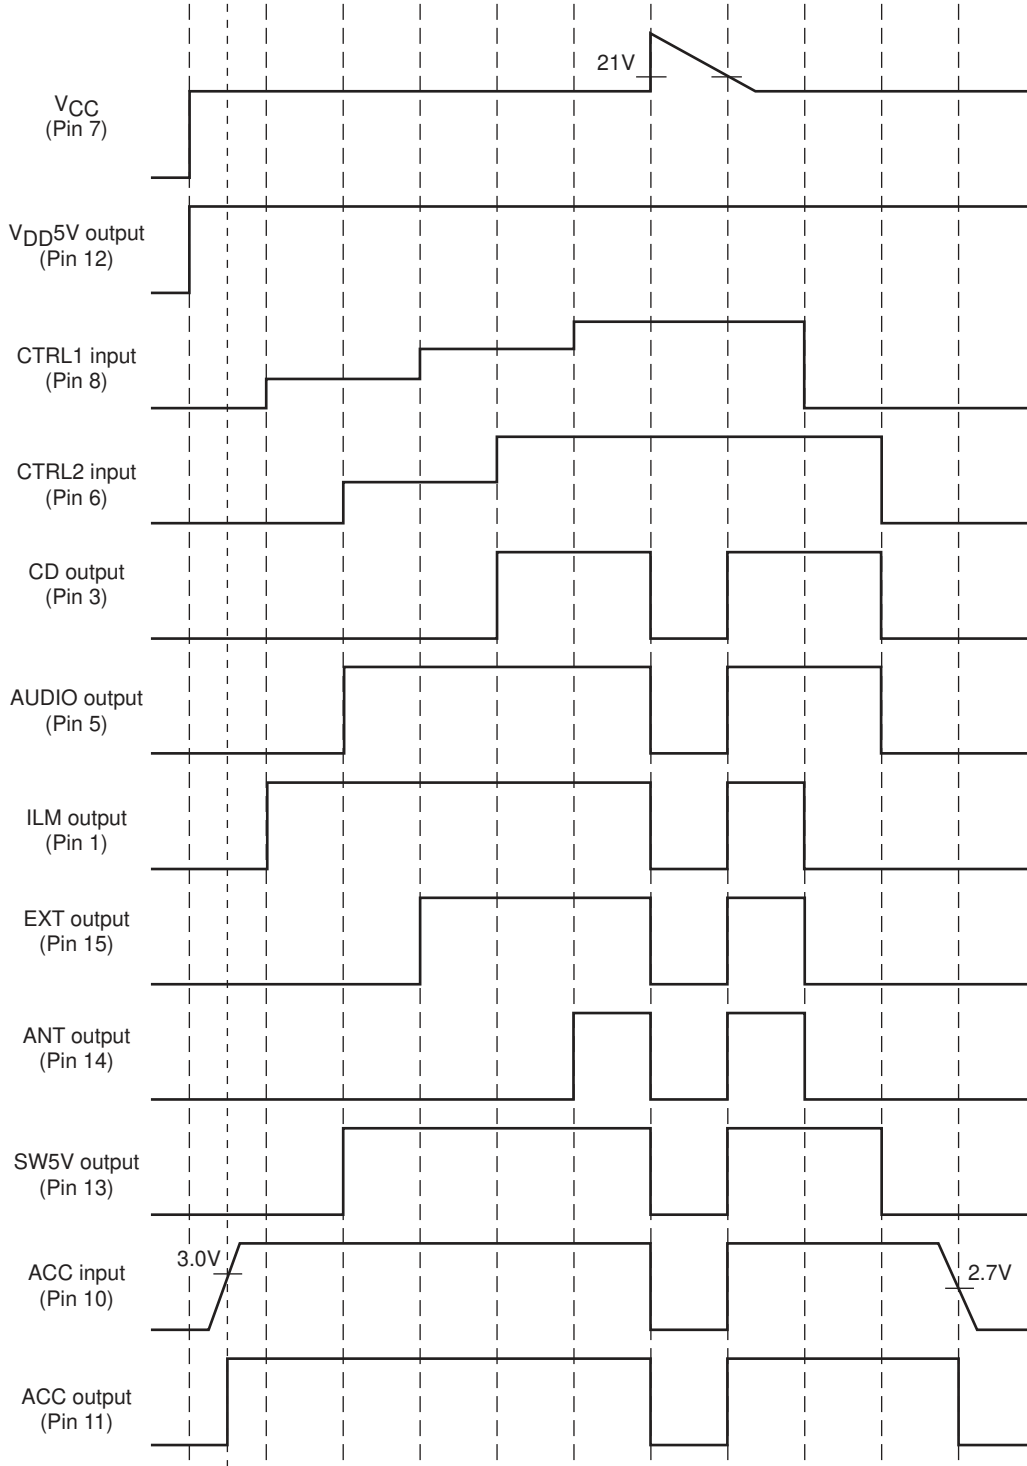 21V
VCC
(Pin 7)
VDD5V output
(Pin 12)
CTRL1 input
(Pin 8)
CTRL2 input
(Pin 6)
CD output
(Pin 3)
AUDIO output
(Pin 5)
ILM output
(Pin 1)
EXT output
(Pin 15)
ANT output
(Pin 14)
SW5V output
(Pin 13)
3.0V
ACC input
(Pin 10)
2.7V
ACC output
(Pin 11)